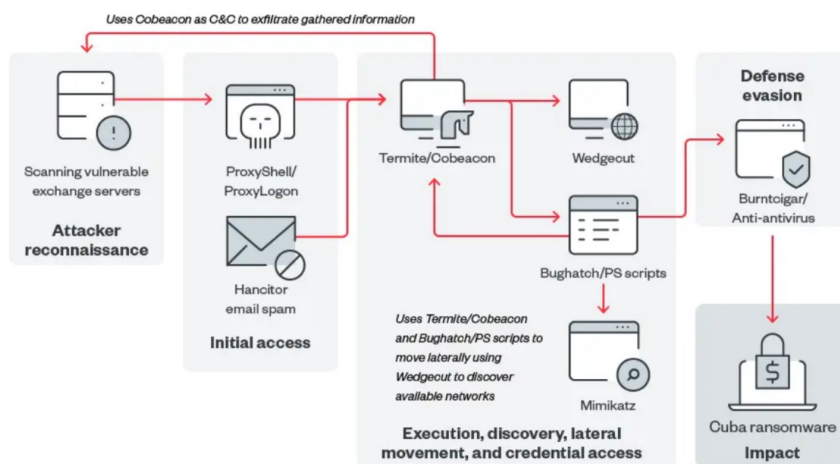 Uses Cobeacon as C&C to exfiltrate gathered information
Scanning vulnerable
exchange servers
Attacker
reconnaissance
ProxyShell/
ProxyLogon
Hancitor
email spam
Initial access
Termite/Cobeacon
Wedgecut
Bughatch/PS scripts
Uses Termite/Cobeacon
and Bughatch/PS scripts to
move laterally using
Wedgecut to discover
available networks
Mimikatz
Execution, discovery, lateral
movement, and credential access
Defense
evasion
Burntcigar/
Anti-antivirus
$
Cuba ransomware
Impact